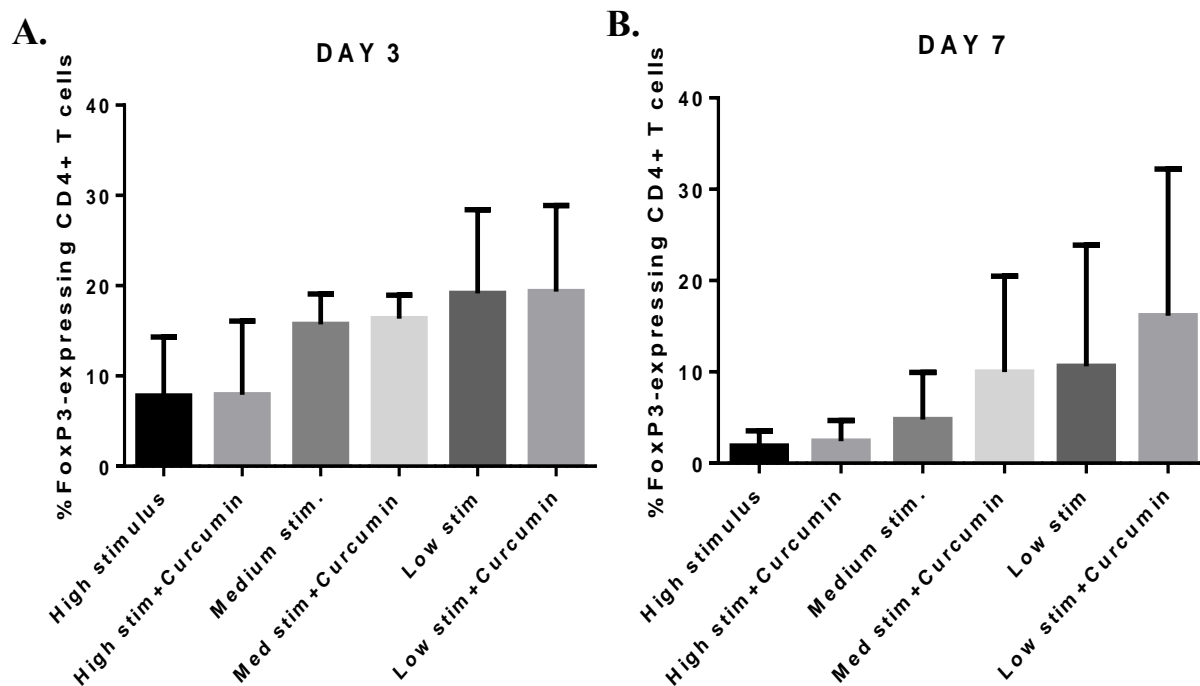 A.
DAY 3
%FoxP3-expressing CD4+ T cells
40
30
20
10
0
High stimulus
High stim+Curcumin
Medium stim.
Med stim+Curcumin
Low stim
Low stim+Curcumin
B.
DAY 7
%FoxP3-expressing CD4+ T cells
40
30
20
10
0
High stimulus
High stim+Curcumin
Medium stim.
Med stim+Curcumin
Low stim
Low stim+Curcumin